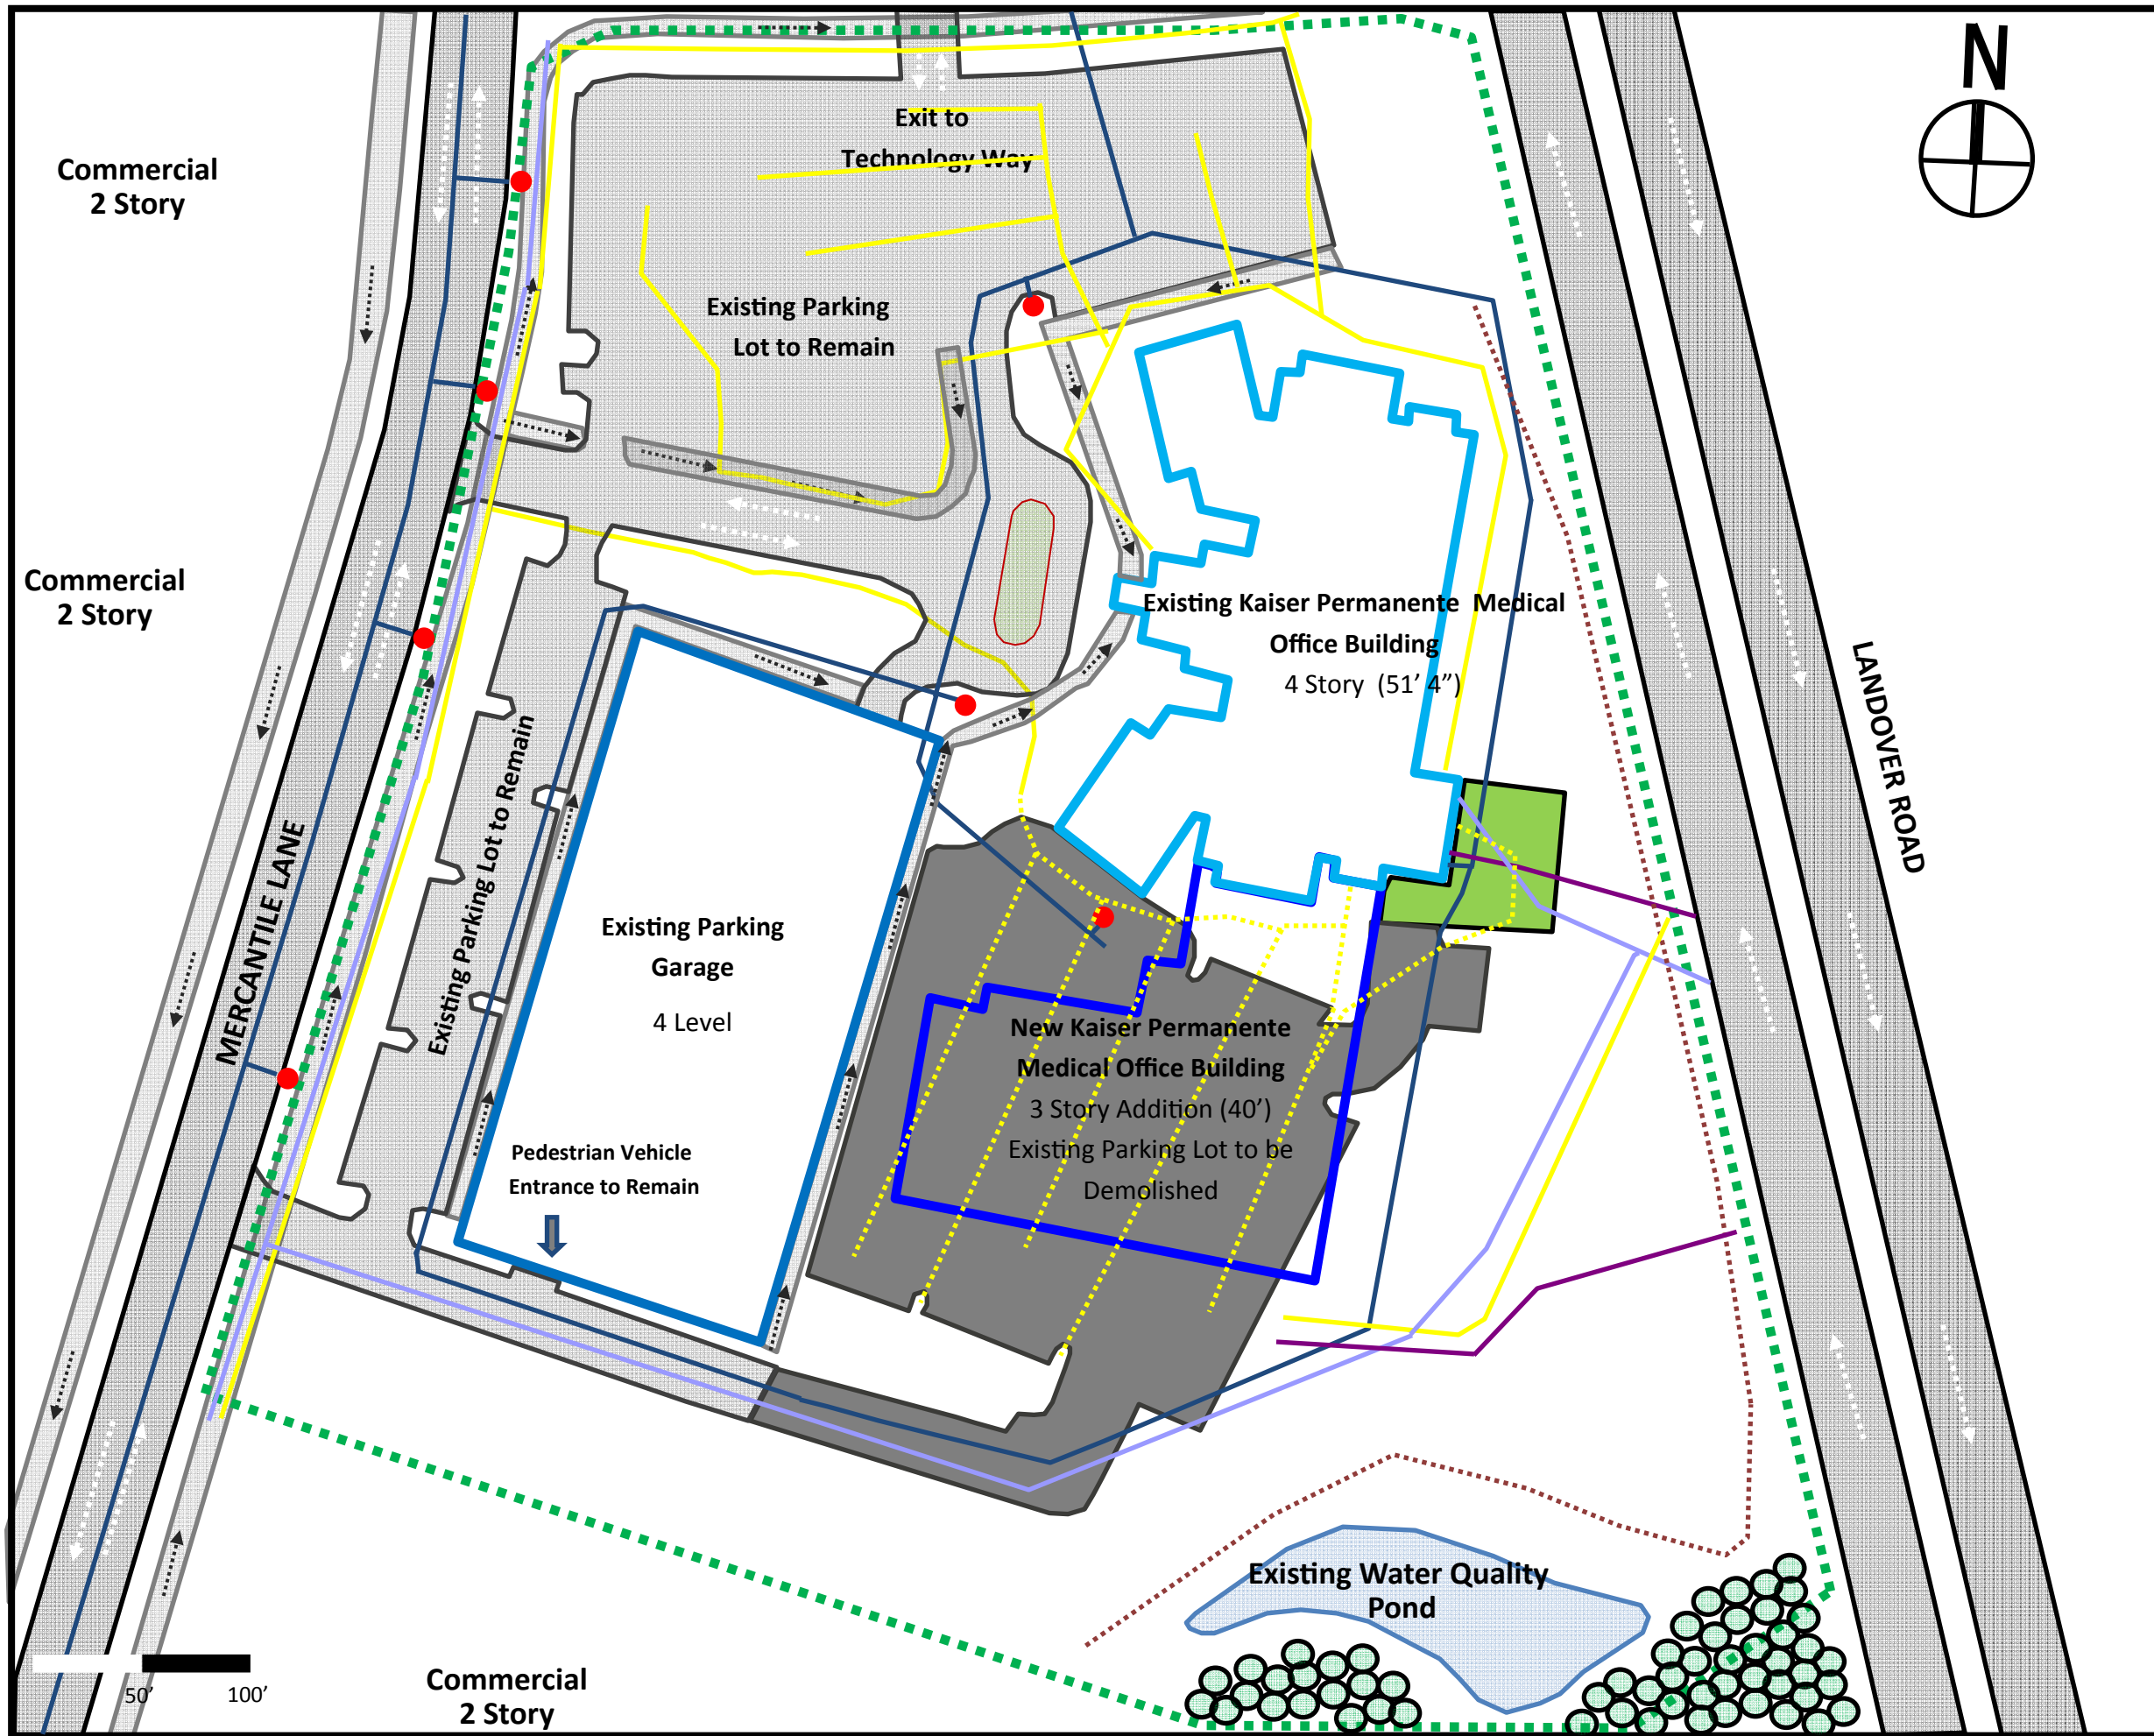 N
Exit to
Technology Way
Commercial
2 Story
Existing Parking
Lot to Remain
Commercial
2 Story
Existing Kaiser Permanente Medical
Office Building
4 Story (51’ 4”)
LANDOVER ROAD
Existing Parking Lot to Remain
MERCANTILE LANE
Existing Parking
Garage
4 Level
New Kaiser Permanente
Medical Office Building
3 Story Addition (40’)
Existing Parking Lot to be
Demolished
Pedestrian Vehicle
Entrance to Remain
Existing Water Quality
Pond
50’ 100’
Commercial
2 Story